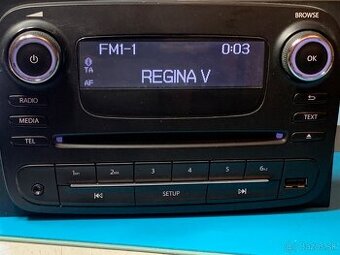 BROWSE
FM1-1 0:03
TA
REGINA V
AF
OK
RADIO
MEDIA
TEXT
TEL
1 2 3 4 5 6
SETUP